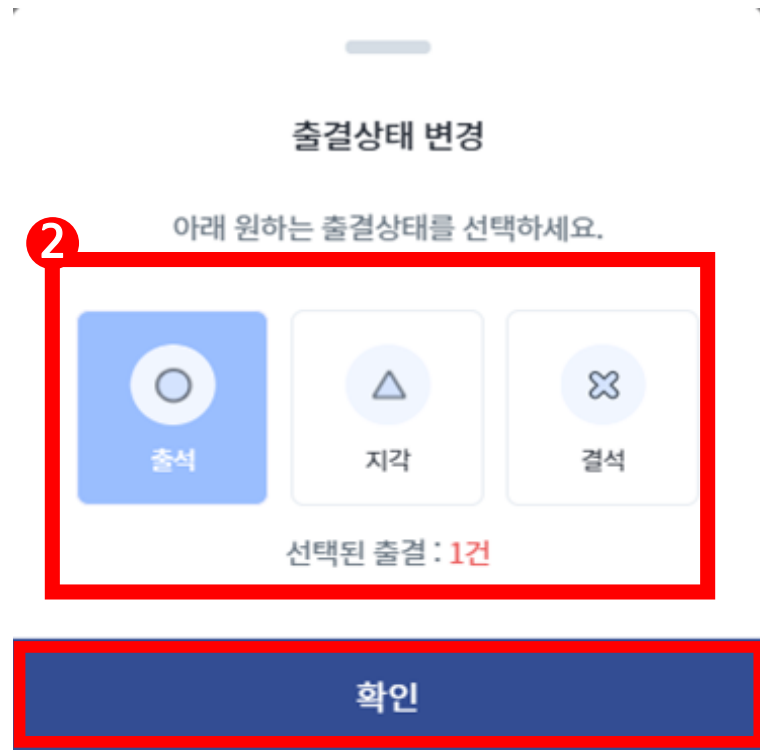 출결상태 변경
아래 원하는 출결상태를 선택하세요.
2
출석 지각 결석
선택된 출결 : 1건
확인